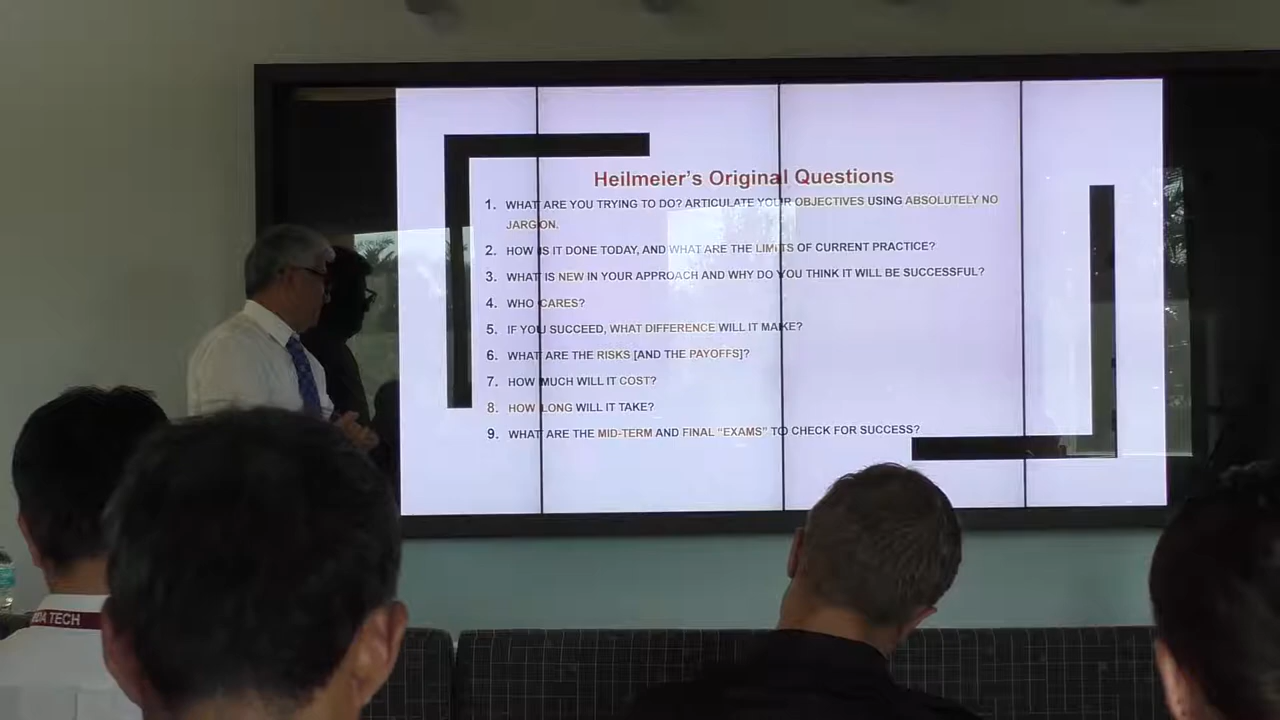 Heilmeier's Original Questions
1. WHAT ARE YOU TRYING TO DO? ARTICULATE YOUR OBJECTIVES USING ABSOLUTELY NO
JARGON.
2. HOW IS IT DONE TODAY, AND WHAT ARE THE LIMITS OF CURRENT PRACTICE?
3. WHAT IS NEW IN YOUR APPROACH AND WHY DO YOU THINK IT WILL BE SUCCESSFUL?
4. WHO CARES?
5. IF YOU SUCCEED, WHAT DIFFERENCE WILL IT MAKE?
6. WHAT ARE THE RISKS [AND THE PAYOFFS]?
7. HOW MUCH WILL IT COST?
8. HOW LONG WILL IT TAKE?
9. WHAT ARE THE MID-TERM AND FINAL “EXAMS” TO CHECK FOR SUCCESS?
TECH